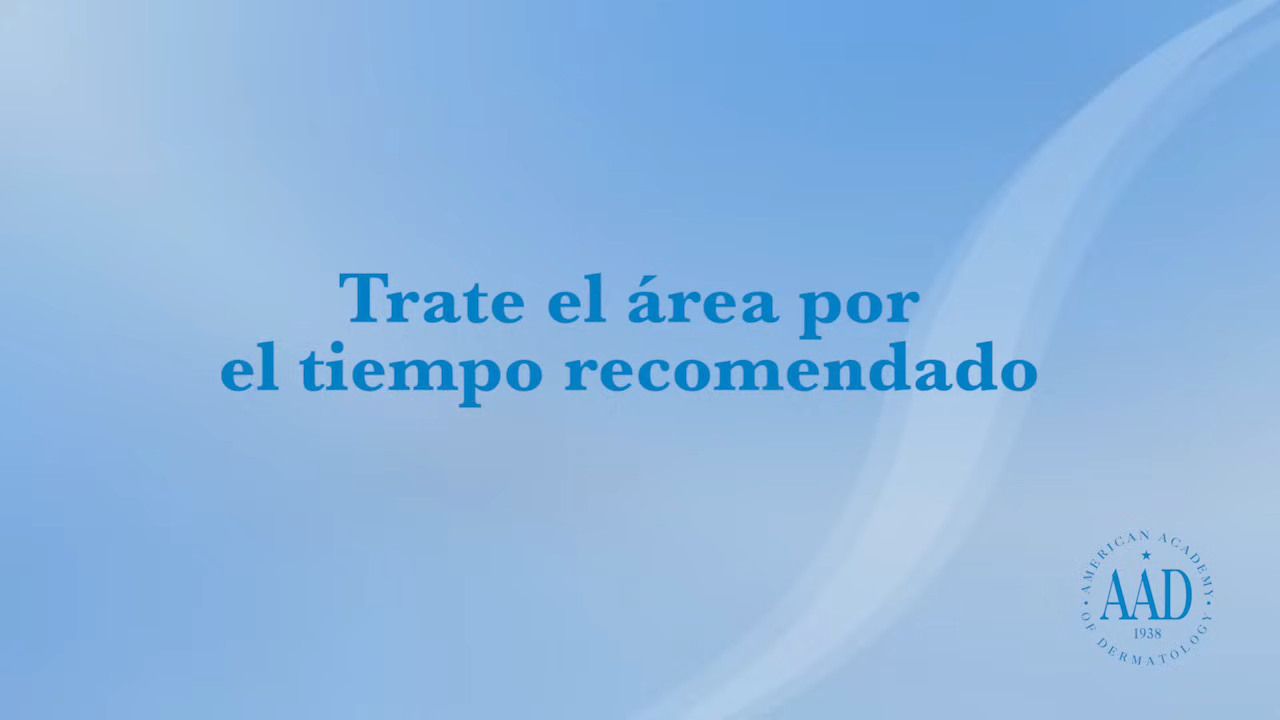 Trate el área por
el tiempo recomendado
AMERICAN ACADEMY
AAD
1938
OF DERMATOLOGY